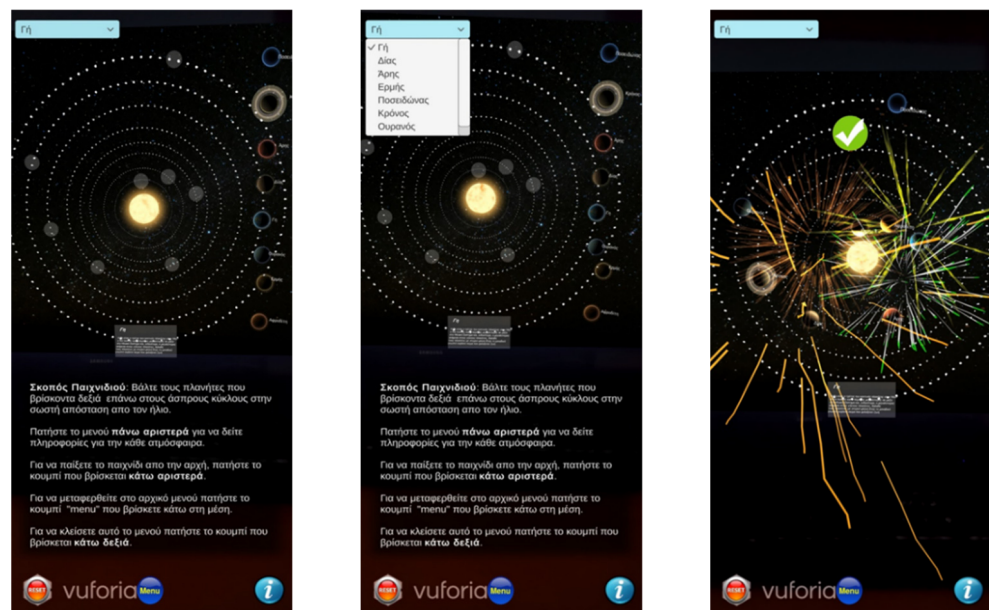 Γή
Σκοπός Παιχνιδιού: Βάλτε τους πλανήτες που
βρίσκοντα δεξιά επάνω στους άσπρους κύκλους στην
σωστή απόσταση απο τον ήλιο.
Πατήστε το μενού πάνω αριστερά για να δείτε
πληροφορίες για την κάθε ατμόσφαιρα.
Για να παίξετε το παιχνίδι απο την αρχή, πατήστε το
κουμπί που βρίσκεται κάτω αριστερά.
Για να μεταφερθείτε στο αρχικό μενού πατήστε το
κουμπί "menu" που βρίσκετε κάτω στη μέση.
Για να κλείσετε αυτό το μενού πατήστε το κουμπί που
βρίσκεται κάτω δεξιά.
RESET vuforia Menu i
Γή
Γή
Δίας
Άρης
Ερμής
Ποσειδώνας
Κρόνος
Ουρανός
Σκοπός Παιχνιδιού: Βάλτε τους πλανήτες που
βρίσκοντα δεξιά επάνω στους άσπρους κύκλους στην
σωστή απόσταση απο τον ήλιο.
Πατήστε το μενού πάνω αριστερά για να δείτε
πληροφορίες για την κάθε ατμόσφαιρα.
Για να παίξετε το παιχνίδι απο την αρχή, πατήστε το
κουμπί που βρίσκεται κάτω αριστερά.
Για να μεταφερθείτε στο αρχικό μενού πατήστε το
κουμπί "menu" που βρίσκετε κάτω στη μέση.
Για να κλείσετε αυτό το μενού πατήστε το κουμπί που
βρίσκεται κάτω δεξιά.
RESET vuforia Menu i
Γή
RESET vuforia Menu i